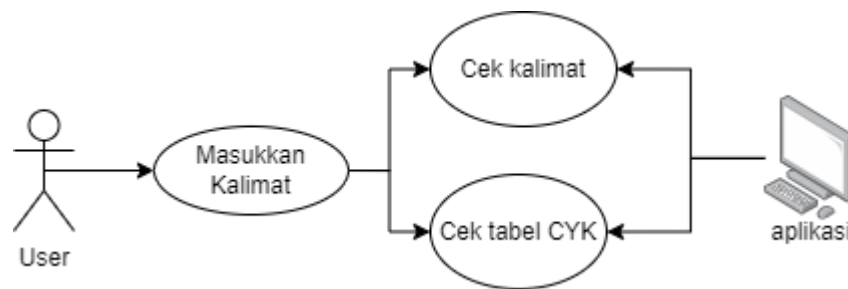 Cek kalimat
Masukkan
Kalimat
Cek tabel CYK
User
aplikasi